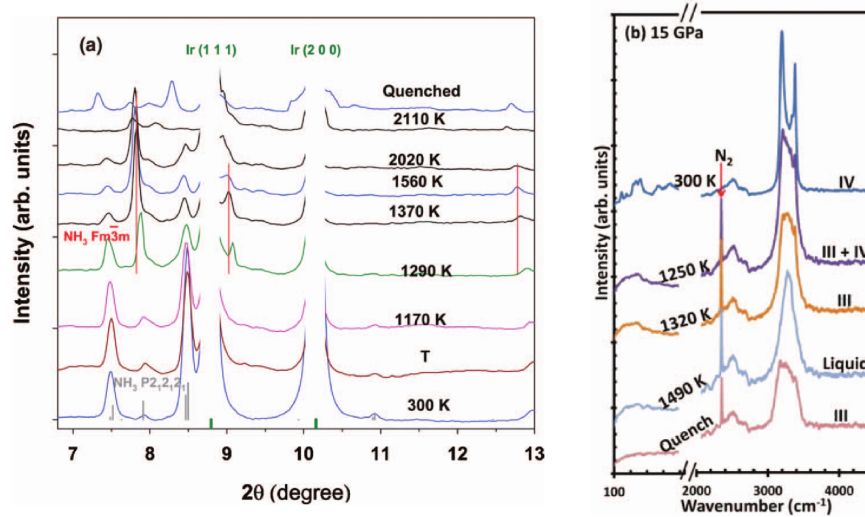 (a)
Ir (1 1 1)
Ir (2 0 0)
Quenched
2110 K
2020 K
1560 K
1370 K
NH₃ Fm3̅m
1290 K
1170 K
T
NH₃ P2₁2₁2₁
300 K
Intensity (arb. units)
7 8 9 10 11 12 13
2θ (degree)
(b) 15 GPa
N₂
300 K
IV
1250 K
III + IV
1320 K
III
1490 K
Liquid
Quench
III
Intensity (arb. units)
100 2000 3000 4000
Wavenumber (cm⁻¹)